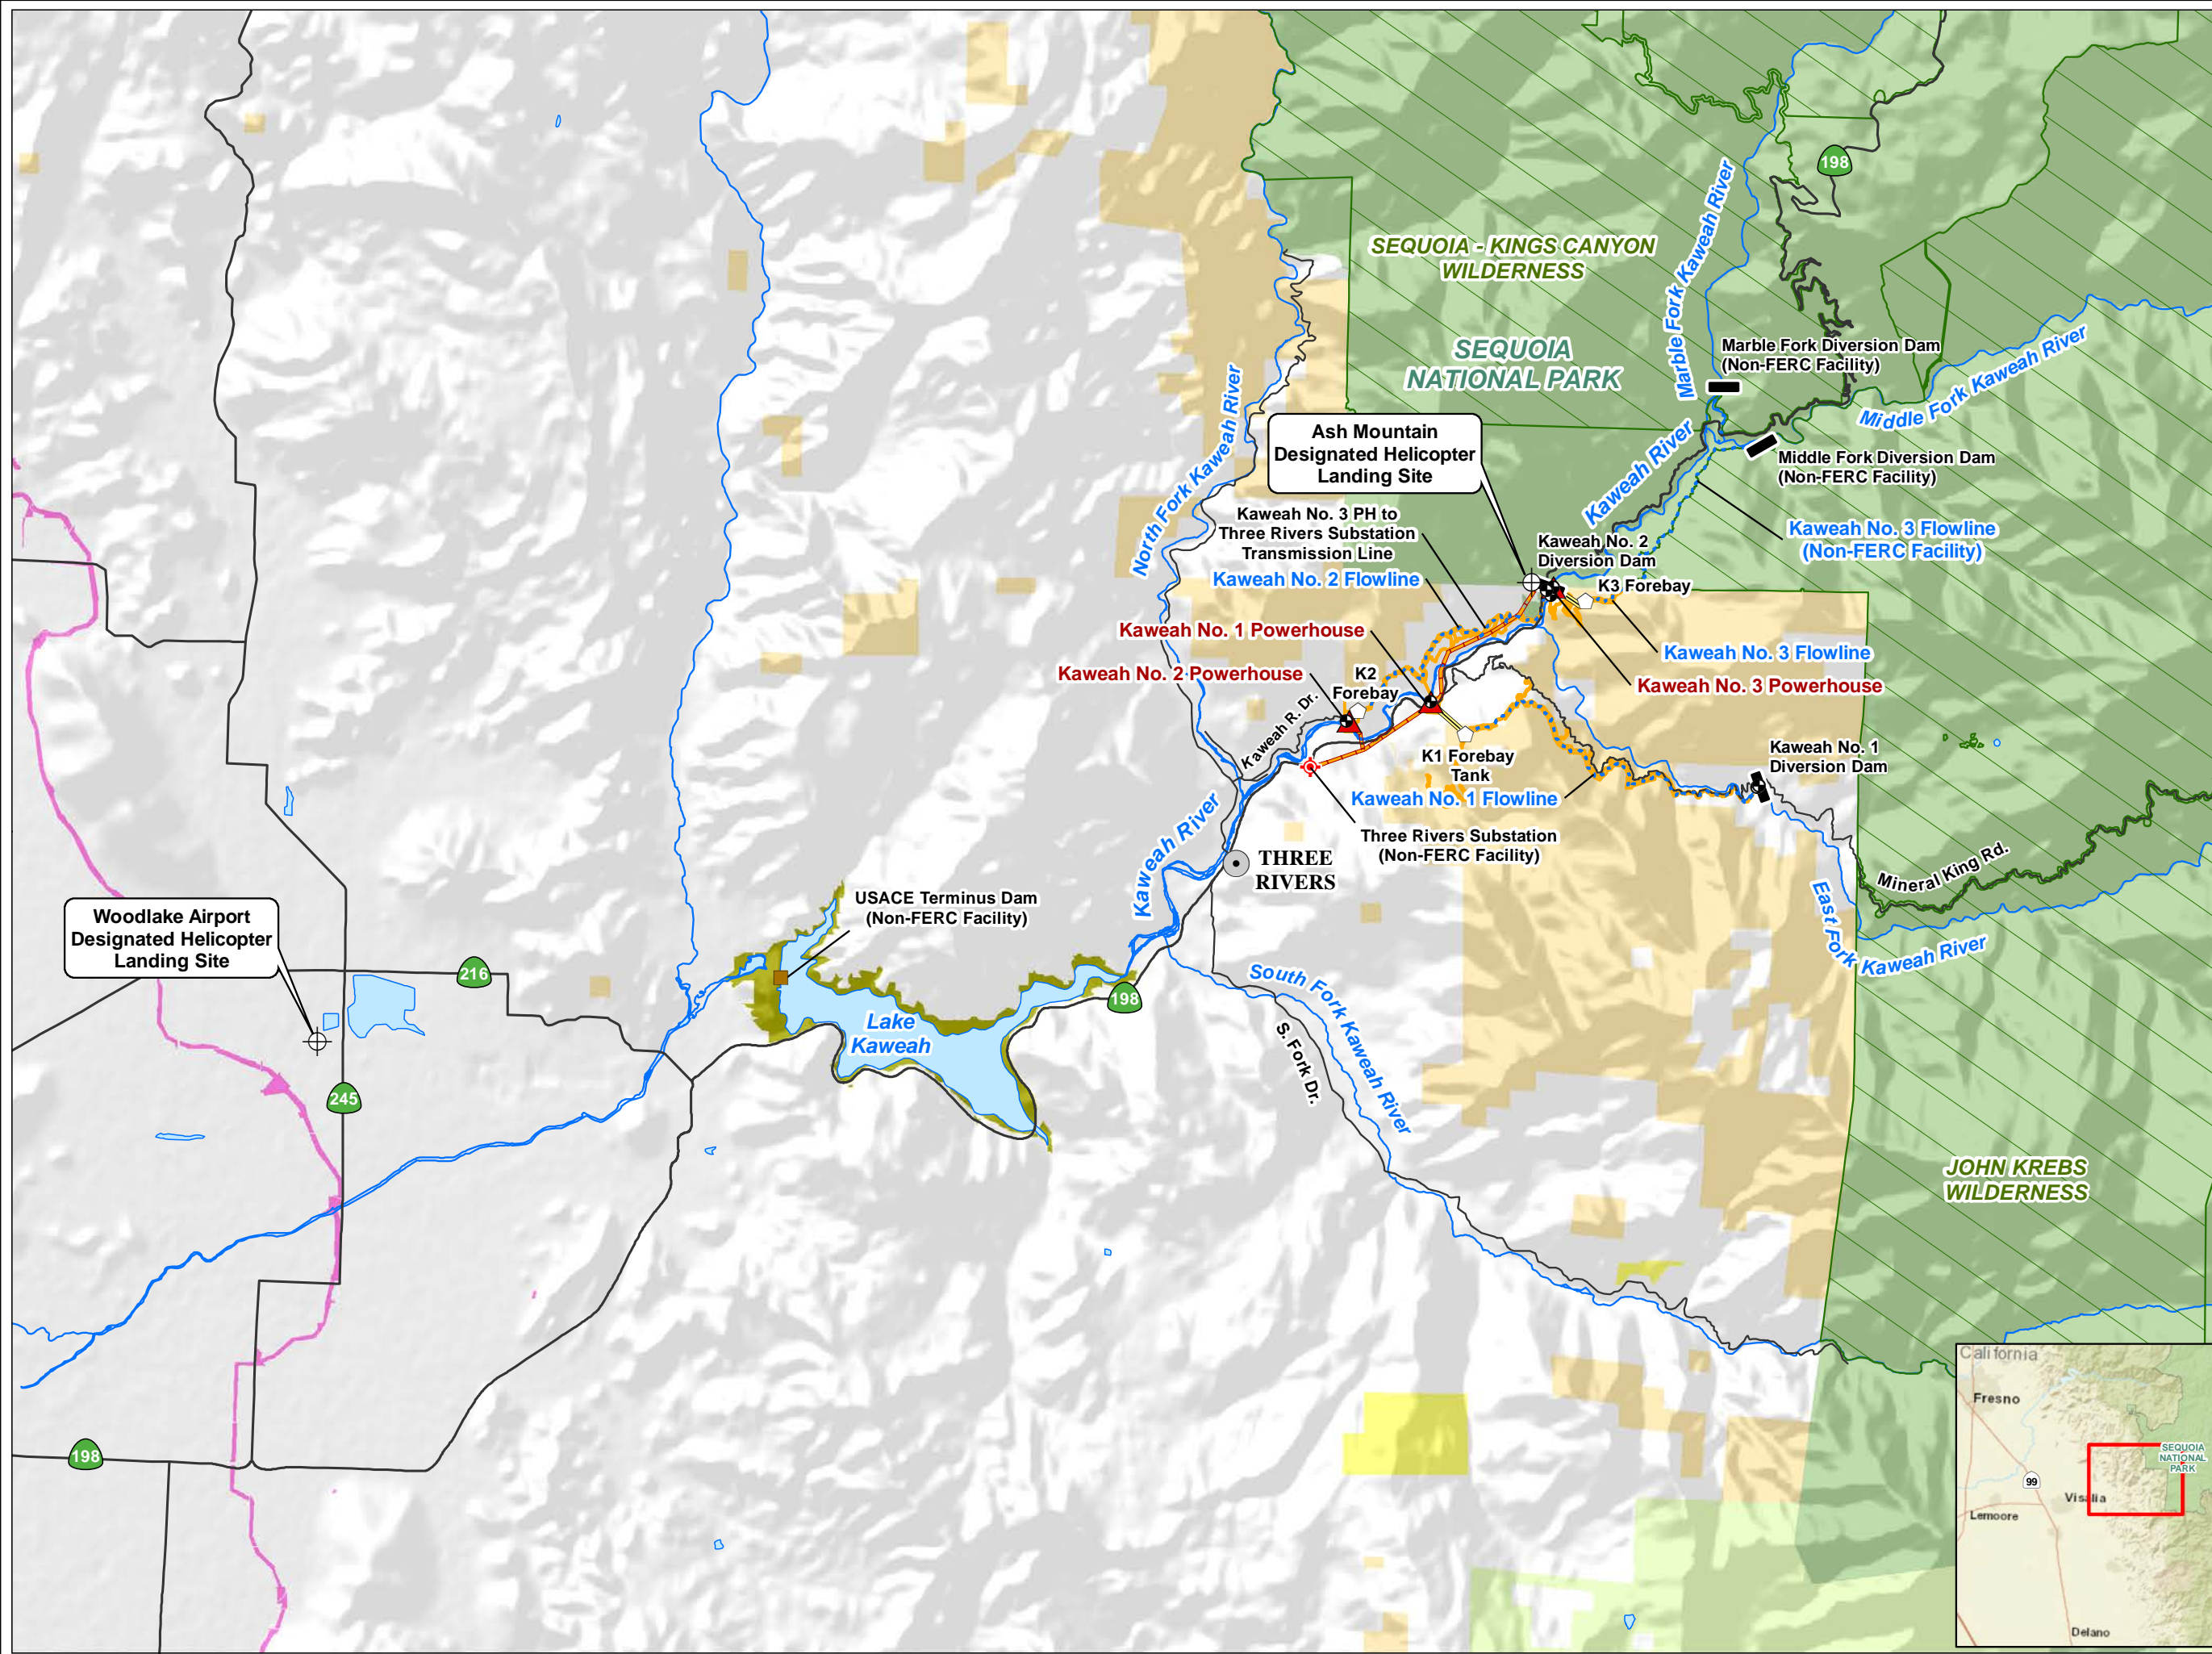 198
SEQUOIA - KINGS CANYON
WILDERNESS
Marble Fork Kaweah River
SEQUOIA
NATIONAL PARK
Marble Fork Diversion Dam
(Non-FERC Facility)
Middle Fork Kaweah River
North Fork Kaweah River
Ash Mountain
Designated Helicopter
Landing Site
Kaweah River
Middle Fork Diversion Dam
(Non-FERC Facility)
Kaweah No. 3 PH to
Three Rivers Substation
Transmission Line
Kaweah No. 3 Flowline
(Non-FERC Facility)
Kaweah No. 2
Diversion Dam
Kaweah No. 2 Flowline
K3 Forebay
Kaweah No. 1 Powerhouse
Kaweah No. 3 Flowline
Kaweah No. 2 Powerhouse
K2
Forebay
Kaweah No. 3 Powerhouse
Kaweah R. Dr.
K1 Forebay
Tank
Kaweah No. 1
Diversion Dam
Kaweah No. 1 Flowline
Three Rivers Substation
(Non-FERC Facility)
Kaweah River
THREE
RIVERS
Mineral King Rd.
East Fork Kaweah River
USACE Terminus Dam
(Non-FERC Facility)
Woodlake Airport
Designated Helicopter
Landing Site
216
198
Lake
Kaweah
South Fork Kaweah River
S. Fork Dr.
245
JOHN KREBS
WILDERNESS
198
California
Fresno
SEQUOIA
NATIONAL
PARK
99
Visalia
Lemoore
Delano